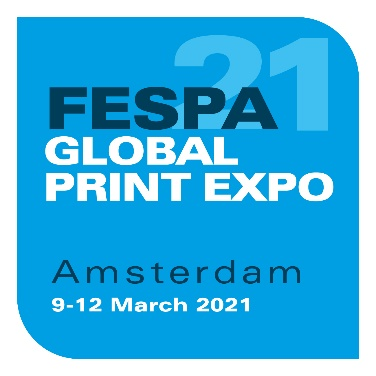 21
FESPA
GLOBAL
PRINT EXPO
Amsterdam
9-12 March 2021